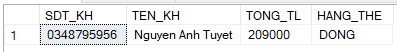 SDT_KH TEN_KH TONG_TL HANG_THE
1 0348795956 Nguyen Anh Tuyet 209000 DONG